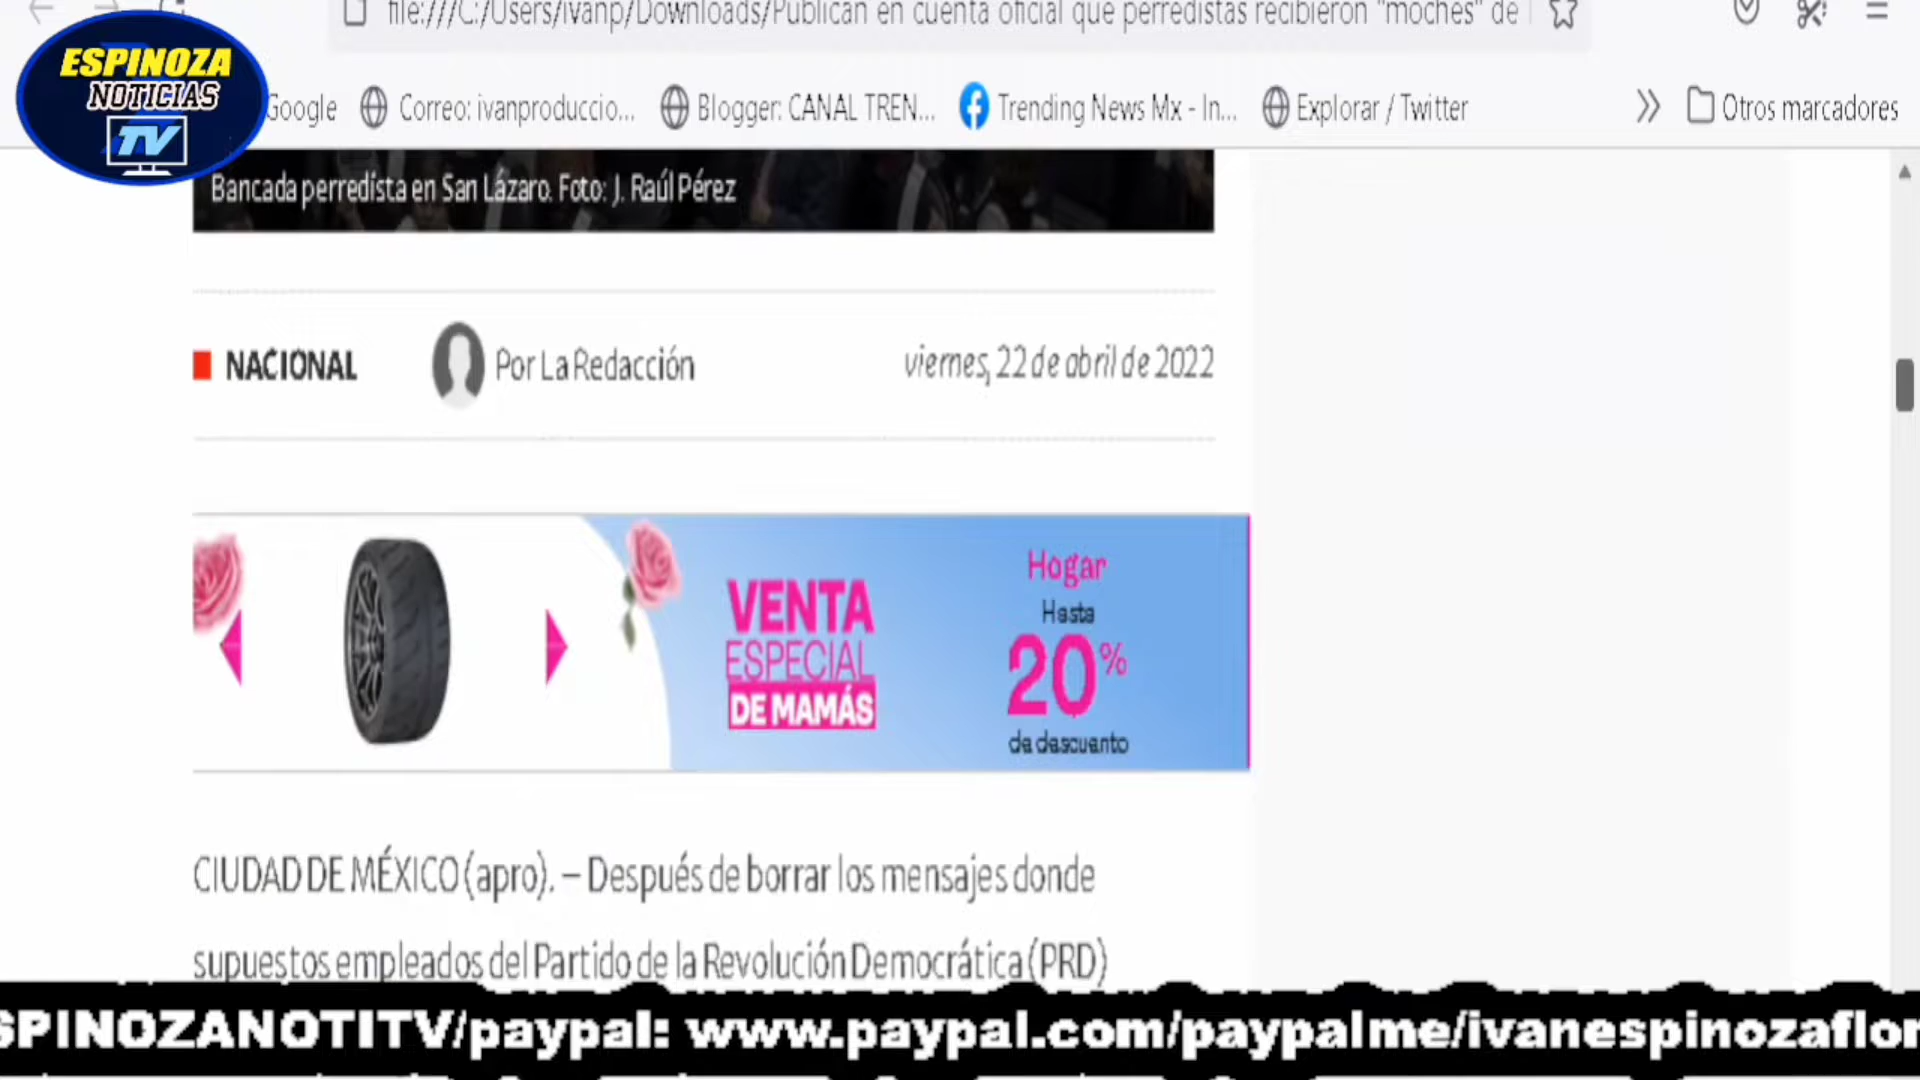 file:///C:/Users/ivanp/Downloads/Publican en cuenta oficial que perredistas recibieron "moches" de
ESPINOZA
NOTICIAS
TV
Google
Correo: ivanproduccio...
Blogger: CANAL TREN...
Trending News Mx - In...
Explorar / Twitter
Otros marcadores
Bancada perredista en San Lázaro. Foto: J. Raúl Pérez
NACIONAL
Por La Redacción
viernes, 22 de abril de 2022
VENTA
ESPECIAL
DE MAMÁS
Hogar
Hasta
20%
de descuento
CIUDAD DE MÉXICO (apro). – Después de borrar los mensajes donde
supuestos empleados del Partido de la Revolución Democrática (PRD)
SPINOZANOTITV/paypal: www.paypal.com/paypalme/ivanespinozaflor